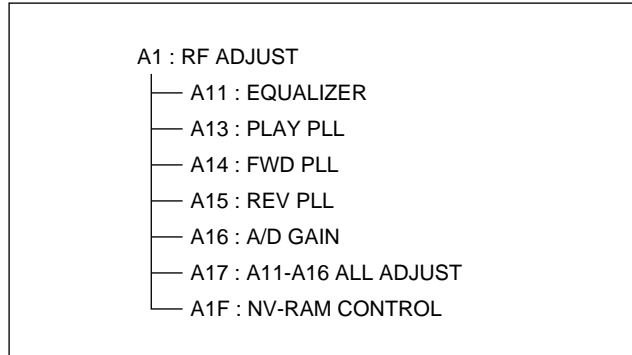 A1 : RF ADJUST
A11 : EQUALIZER
A13 : PLAY PLL
A14 : FWD PLL
A15 : REV PLL
A16 : A/D GAIN
A17 : A11-A16 ALL ADJUST
A1F : NV-RAM CONTROL